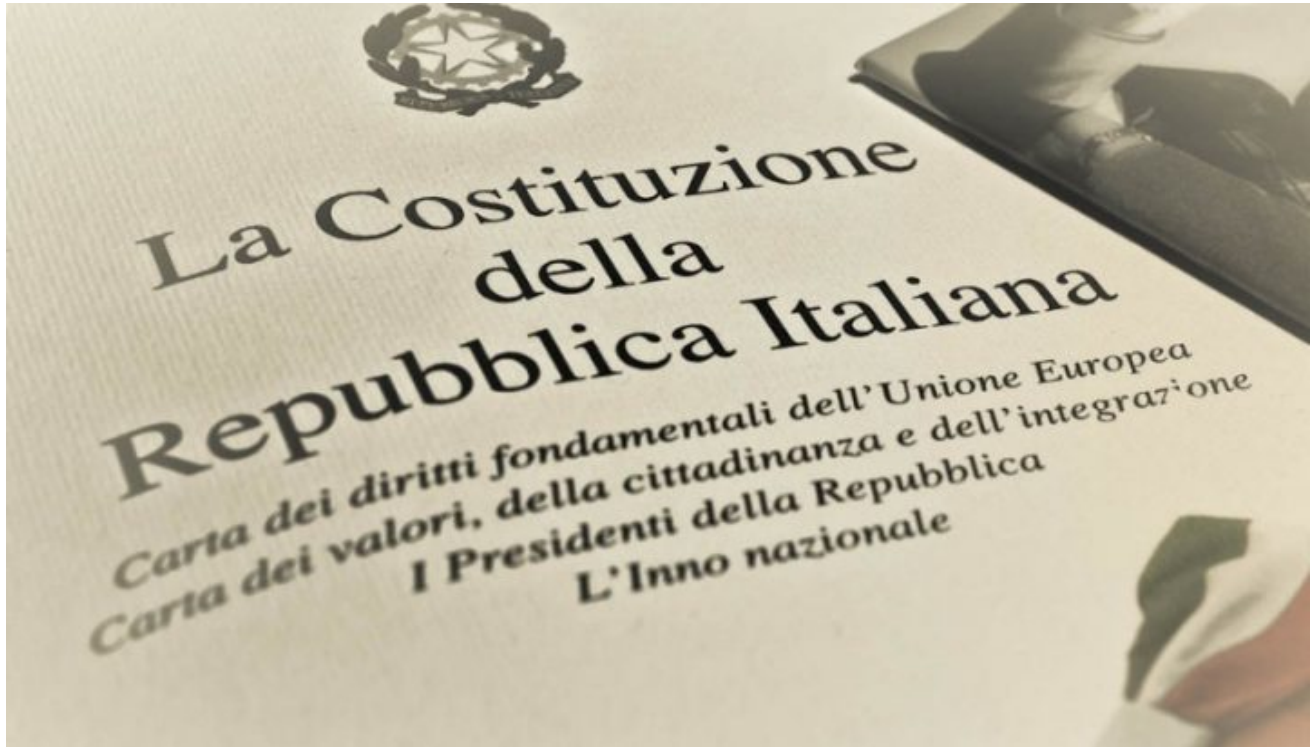 La Costituzione
della
Repubblica Italiana
Carta dei diritti fondamentali dell'Unione Europea
Carta dei valori, della cittadinanza e dell'integrazione
I Presidenti della Repubblica
L'Inno nazionale